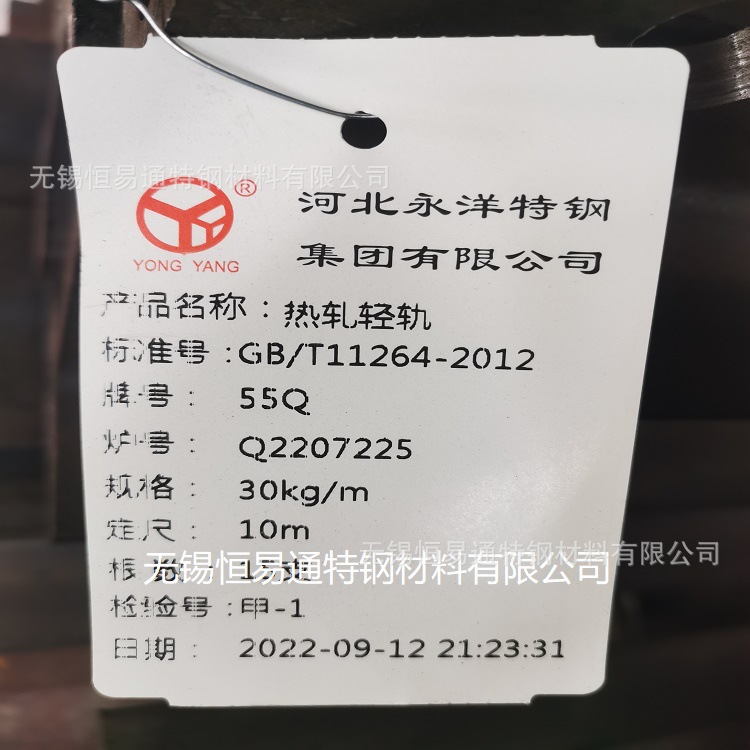 无锡恒易通特钢材料有限公司
®
YONG YANG
河北永洋特钢
集团有限公司
产品名称：热轧轻轨
标准号：GB/T11264-2012
牌号： 55Q
炉号： Q2207225
规格： 30kg/m
定尺： 10m
无锡恒易通特钢材料有限公司
根
无锡恒易通特钢材料有限公司
检验号：甲-1
日期： 2022-09-12 21:23:31